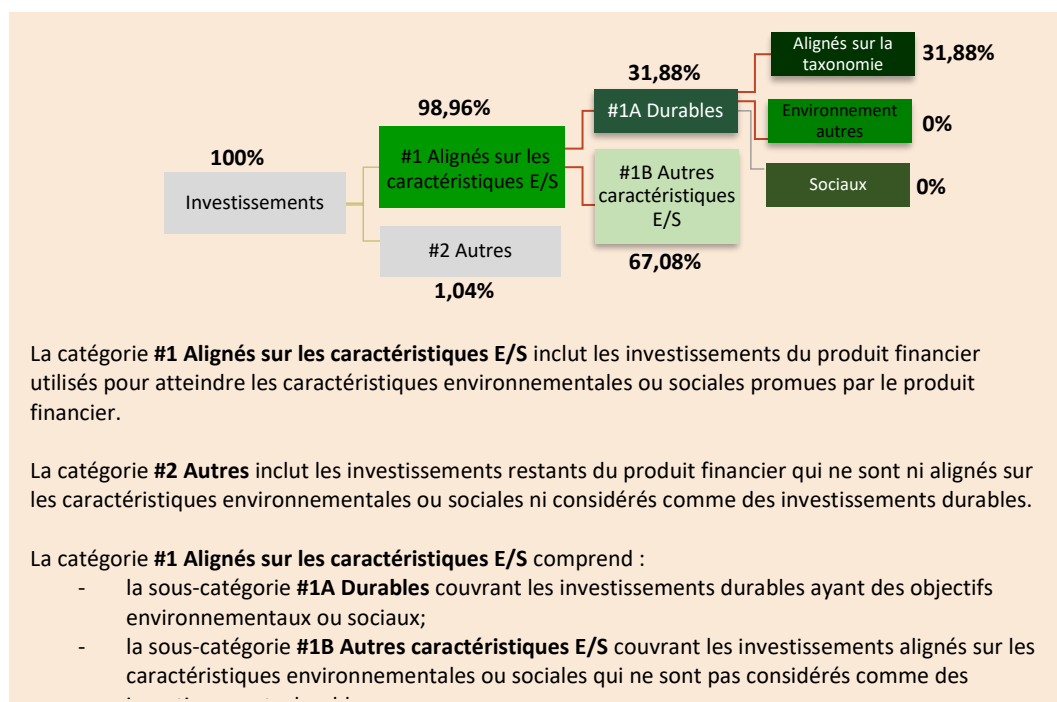 Alignés sur la
taxonomie
31,88%
31,88%
#1A Durables
98,96%
Environnement
autres
0%
100%
#1 Alignés sur les
caractéristiques E/S
#1B Autres
caractéristiques
E/S
Sociaux
0%
Investissements
#2 Autres
67,08%
1,04%
La catégorie #1 Alignés sur les caractéristiques E/S inclut les investissements du produit financier
utilisés pour atteindre les caractéristiques environnementales ou sociales promues par le produit
financier.
La catégorie #2 Autres inclut les investissements restants du produit financier qui ne sont ni alignés sur
les caractéristiques environnementales ou sociales ni considérés comme des investissements durables.
La catégorie #1 Alignés sur les caractéristiques E/S comprend :
- la sous-catégorie #1A Durables couvrant les investissements durables ayant des objectifs
environnementaux ou sociaux;
- la sous-catégorie #1B Autres caractéristiques E/S couvrant les investissements alignés sur les
caractéristiques environnementales ou sociales qui ne sont pas considérés comme des